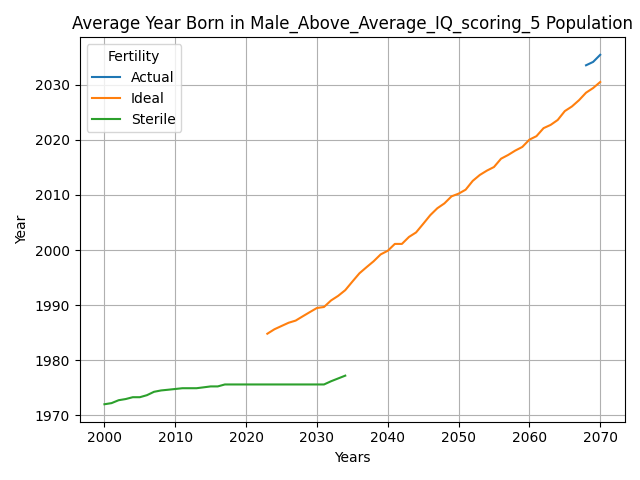 Average Year Born in Male_Above_Average_IQ_scoring_5 Population
Fertility
Actual
Ideal
Sterile
Year
2030
2020
2010
2000
1990
1980
1970
2000 2010 2020 2030 2040 2050 2060 2070
Years